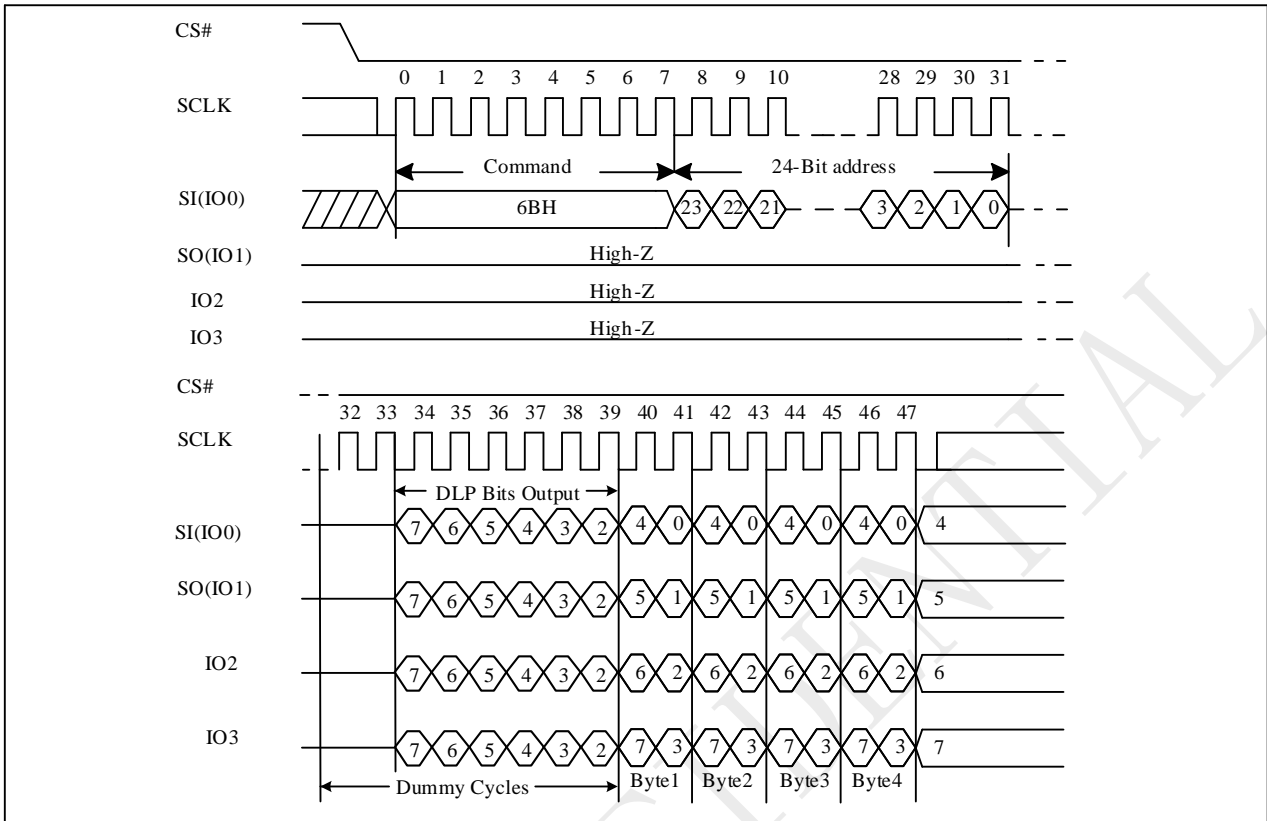 CS#
0 1 2 3 4 5 6 7 8 9 10 28 29 30 31
SCLK
Command 24-Bit address
SI(IO0) 6BH 23 22 21 3 2 1 0
SO(IO1) High-Z
IO2 High-Z
IO3 High-Z
CS#
32 33 34 35 36 37 38 39 40 41 42 43 44 45 46 47
SCLK
DLP Bits Output
SI(IO0) 7 6 5 4 3 2 4 0 4 0 4 0 4 0 4
SO(IO1) 7 6 5 4 3 2 5 1 5 1 5 1 5 1 5
IO2 7 6 5 4 3 2 6 2 6 2 6 2 6 2 6
IO3 7 6 5 4 3 2 7 3 7 3 7 3 7 3 7
Dummy Cycles Byte1 Byte2 Byte3 Byte4